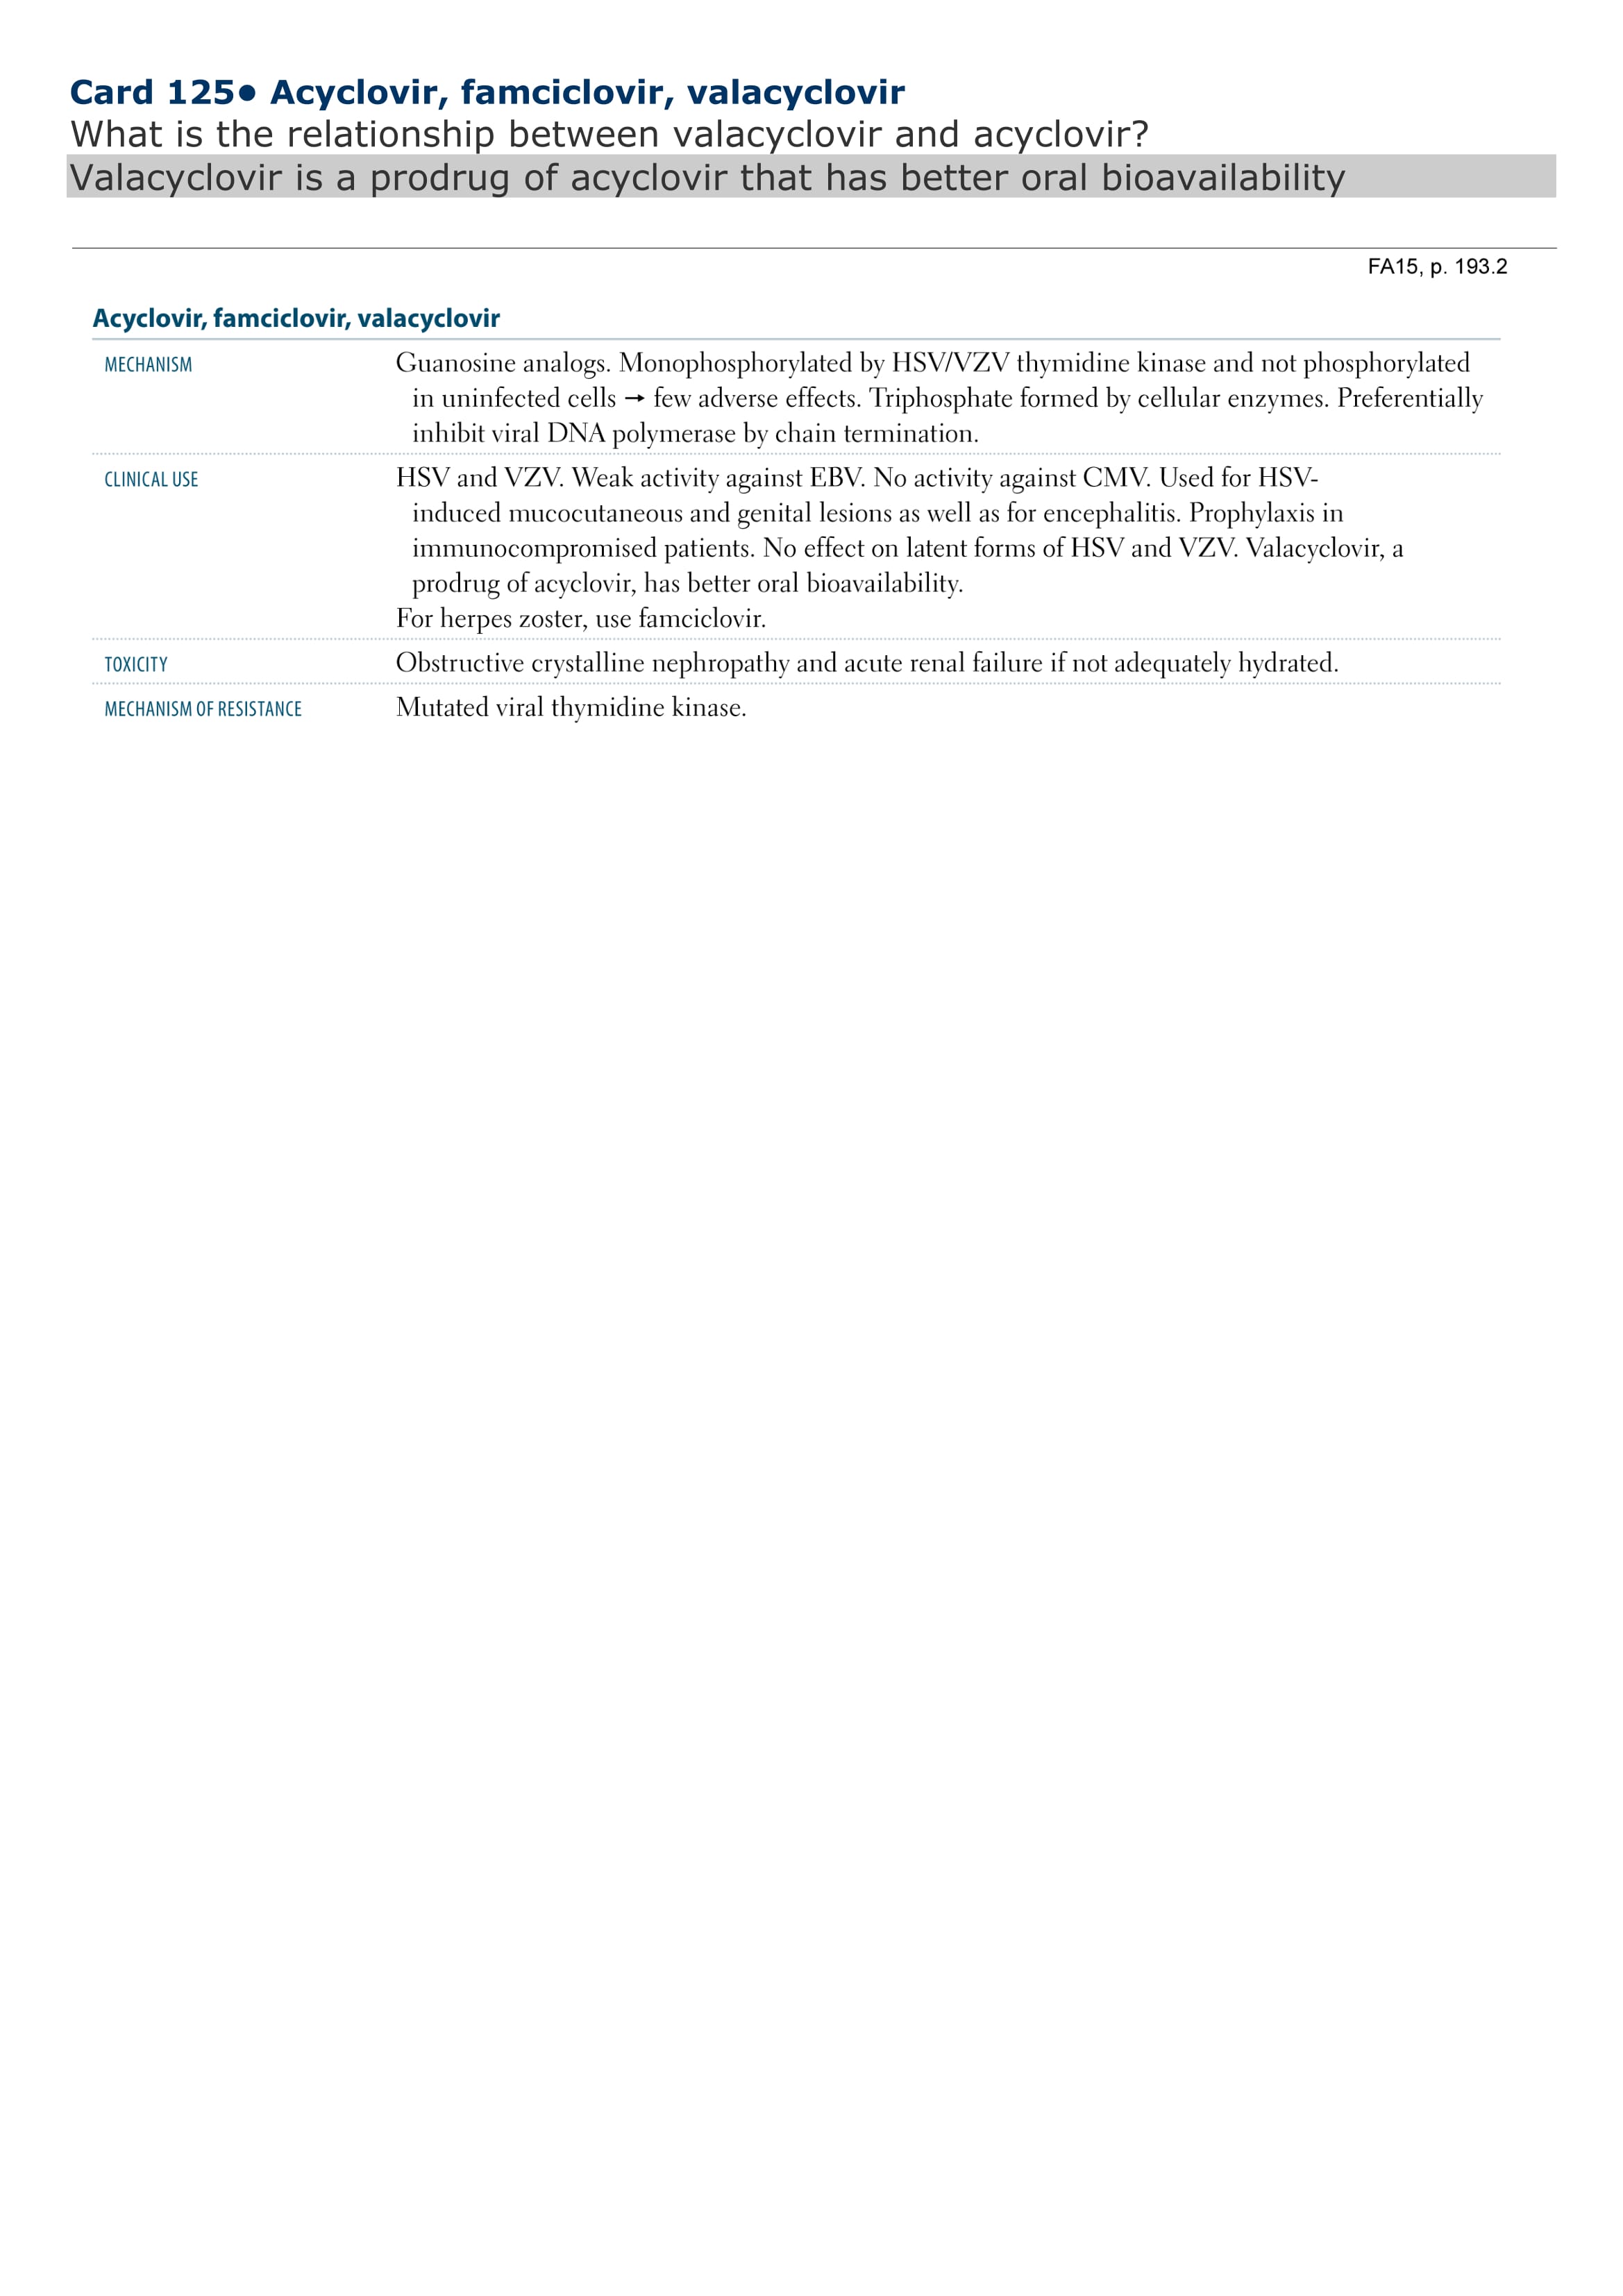 Card 125• Acyclovir, famciclovir, valacyclovir
What is the relationship between valacyclovir and acyclovir?
Valacyclovir is a prodrug of acyclovir that has better oral bioavailability
FA15, p. 193.2
Acyclovir, famciclovir, valacyclovir
MECHANISM Guanosine analogs. Monophosphorylated by HSV/VZV thymidine kinase and not phosphorylated
in uninfected cells → few adverse effects. Triphosphate formed by cellular enzymes. Preferentially
inhibit viral DNA polymerase by chain termination.
CLINICAL USE HSV and VZV. Weak activity against EBV. No activity against CMV. Used for HSV-
induced mucocutaneous and genital lesions as well as for encephalitis. Prophylaxis in
immunocompromised patients. No effect on latent forms of HSV and VZV. Valacyclovir, a
prodrug of acyclovir, has better oral bioavailability.
For herpes zoster, use famciclovir.
TOXICITY Obstructive crystalline nephropathy and acute renal failure if not adequately hydrated.
MECHANISM OF RESISTANCE Mutated viral thymidine kinase.